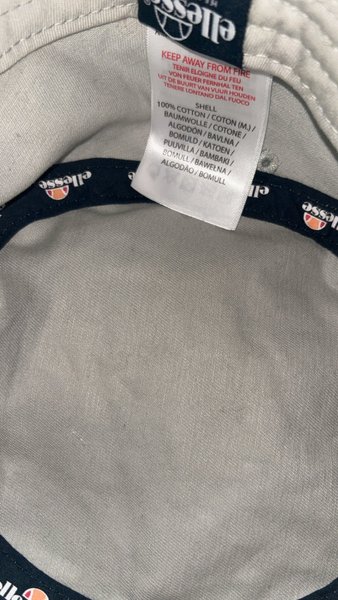 ellesse
KEEP AWAY FROM FIRE
TENIR ELOIGNE DU FEU
VON FEUER FERNHALTEN
UIT DE BUURT VAN VUUR HOUDEN
TENERE LONTANO DAL FUOCO
SHELL
100% COTTON / COTON (M.) /
BAUMWOLLE / COTONE /
ALGODÓN / BAVLNA /
BOMULD / KATOEN /
PUUVILLA / BAMBAKI /
BOMULL / BAWEŁNA /
ALGODÃO / BOMULL
ellesse
ellesse
ellesse
ellesse